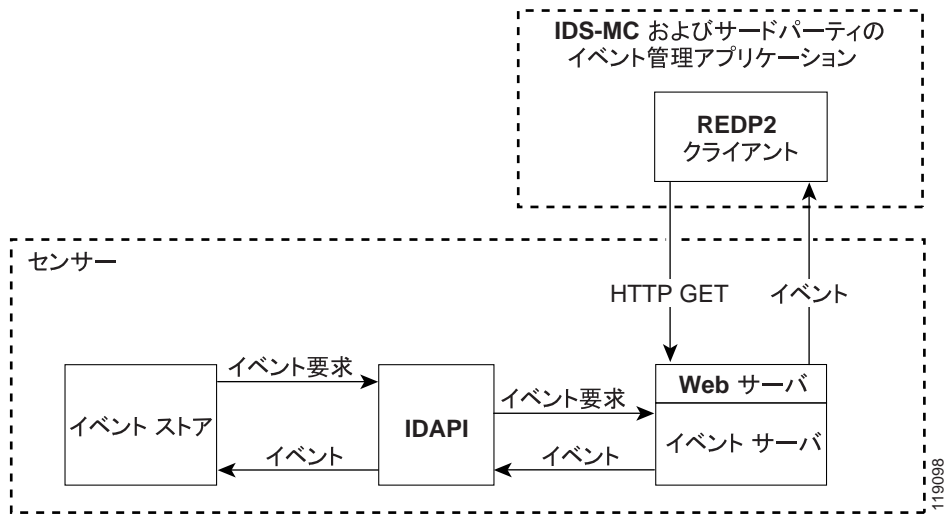 IDS-MC およびサードパーティの
イベント管理アプリケーション
REDP2
クライアント
センサー
HTTP GET
イベント
イベント要求
イベント ストア
イベント
IDAPI
イベント要求
イベント
Web サーバ
イベント サーバ
119098